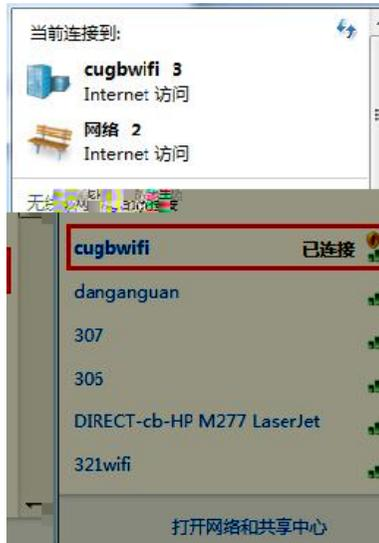 当前连接到:
cugbwifi 3
Internet 访问
网络 2
Internet 访问
cugbwifi 已连接
danganguan
307
306
DIRECT-cb-HP M277 LaserJet
321wifi
打开网络和共享中心